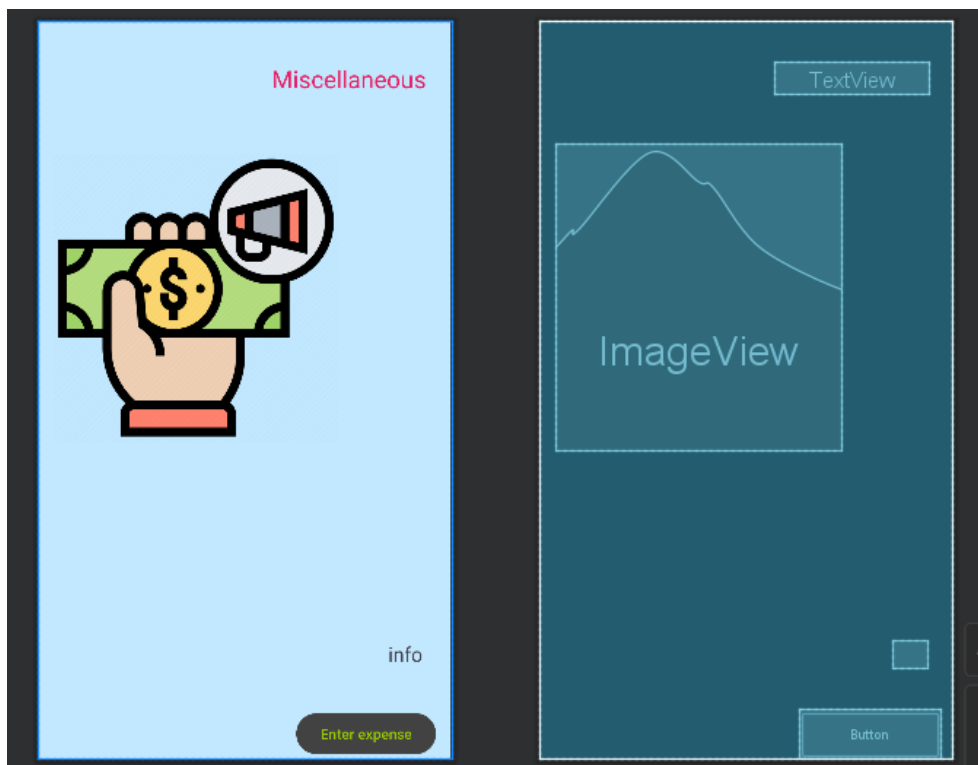 Miscellaneous
$
info
Enter expense
TextView
ImageView
Button